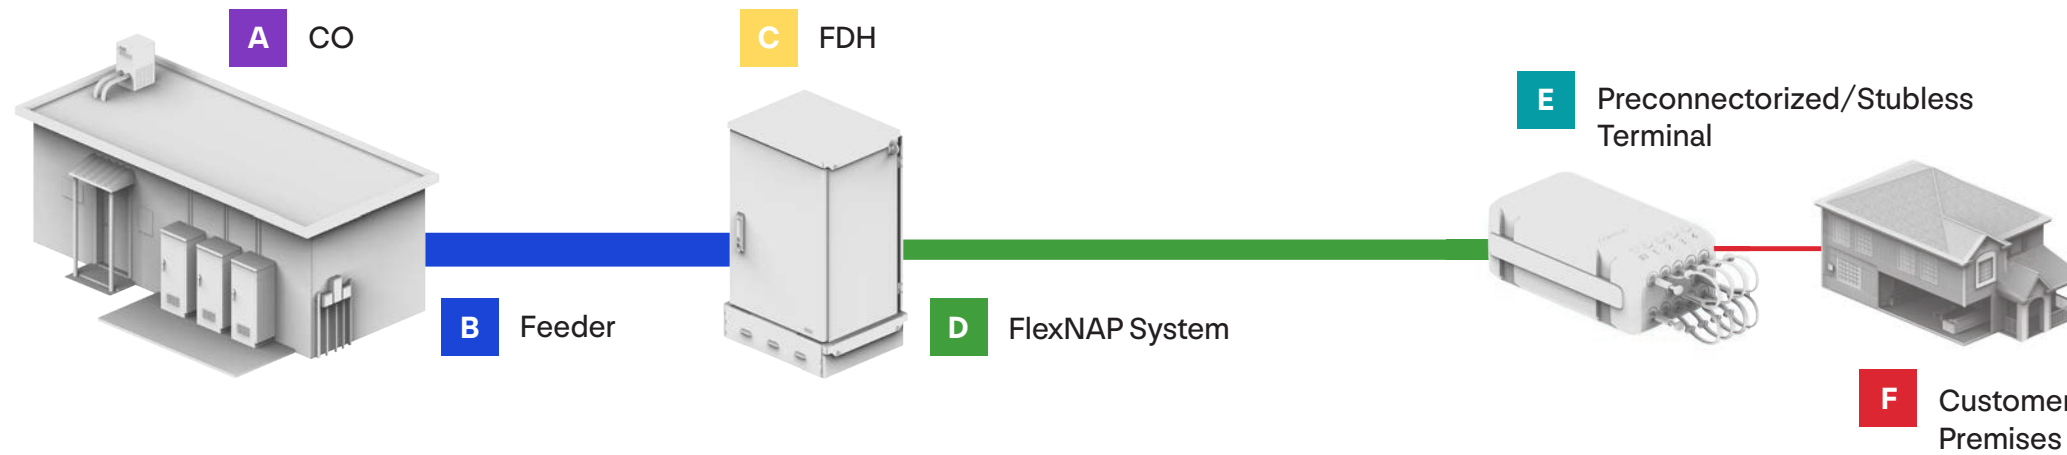 A CO
C FDH
E Preconnectorized/Stubless
Terminal
B Feeder
D FlexNAP System
F Customer
Premises